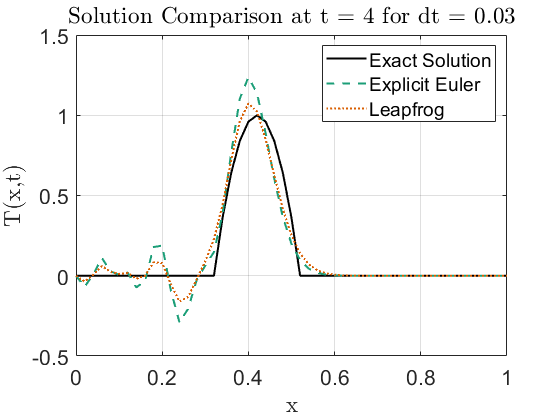 Solution Comparison at t = 4 for dt = 0.03
Exact Solution
Explicit Euler
Leapfrog
T(x,t)
1.5
1
0.5
0
-0.5
0
0.2
0.4
0.6
0.8
1
x